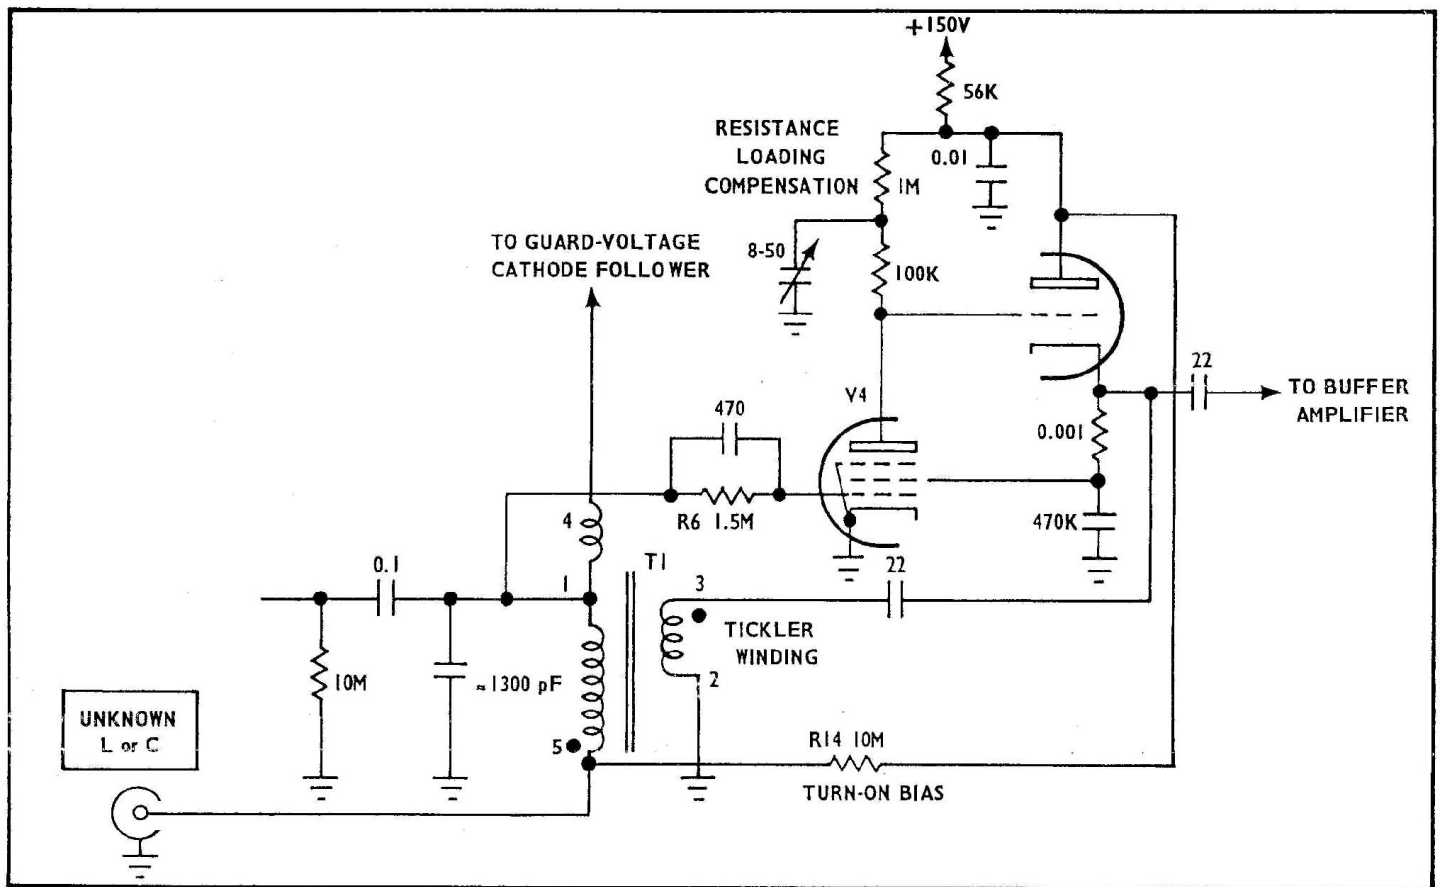 +150V
56K
RESISTANCE
LOADING
COMPENSATION
0.01
1M
TO GUARD-VOLTAGE
CATHODE FOLLOWER
8-50
100K
22
TO BUFFER
AMPLIFIER
V4
470
0.001
R6 1.5M
470K
4
T1
22
0.1
1
3
TICKLER
WINDING
10M
≈1300 pF
2
UNKNOWN
L or C
5
R14 10M
TURN-ON BIAS